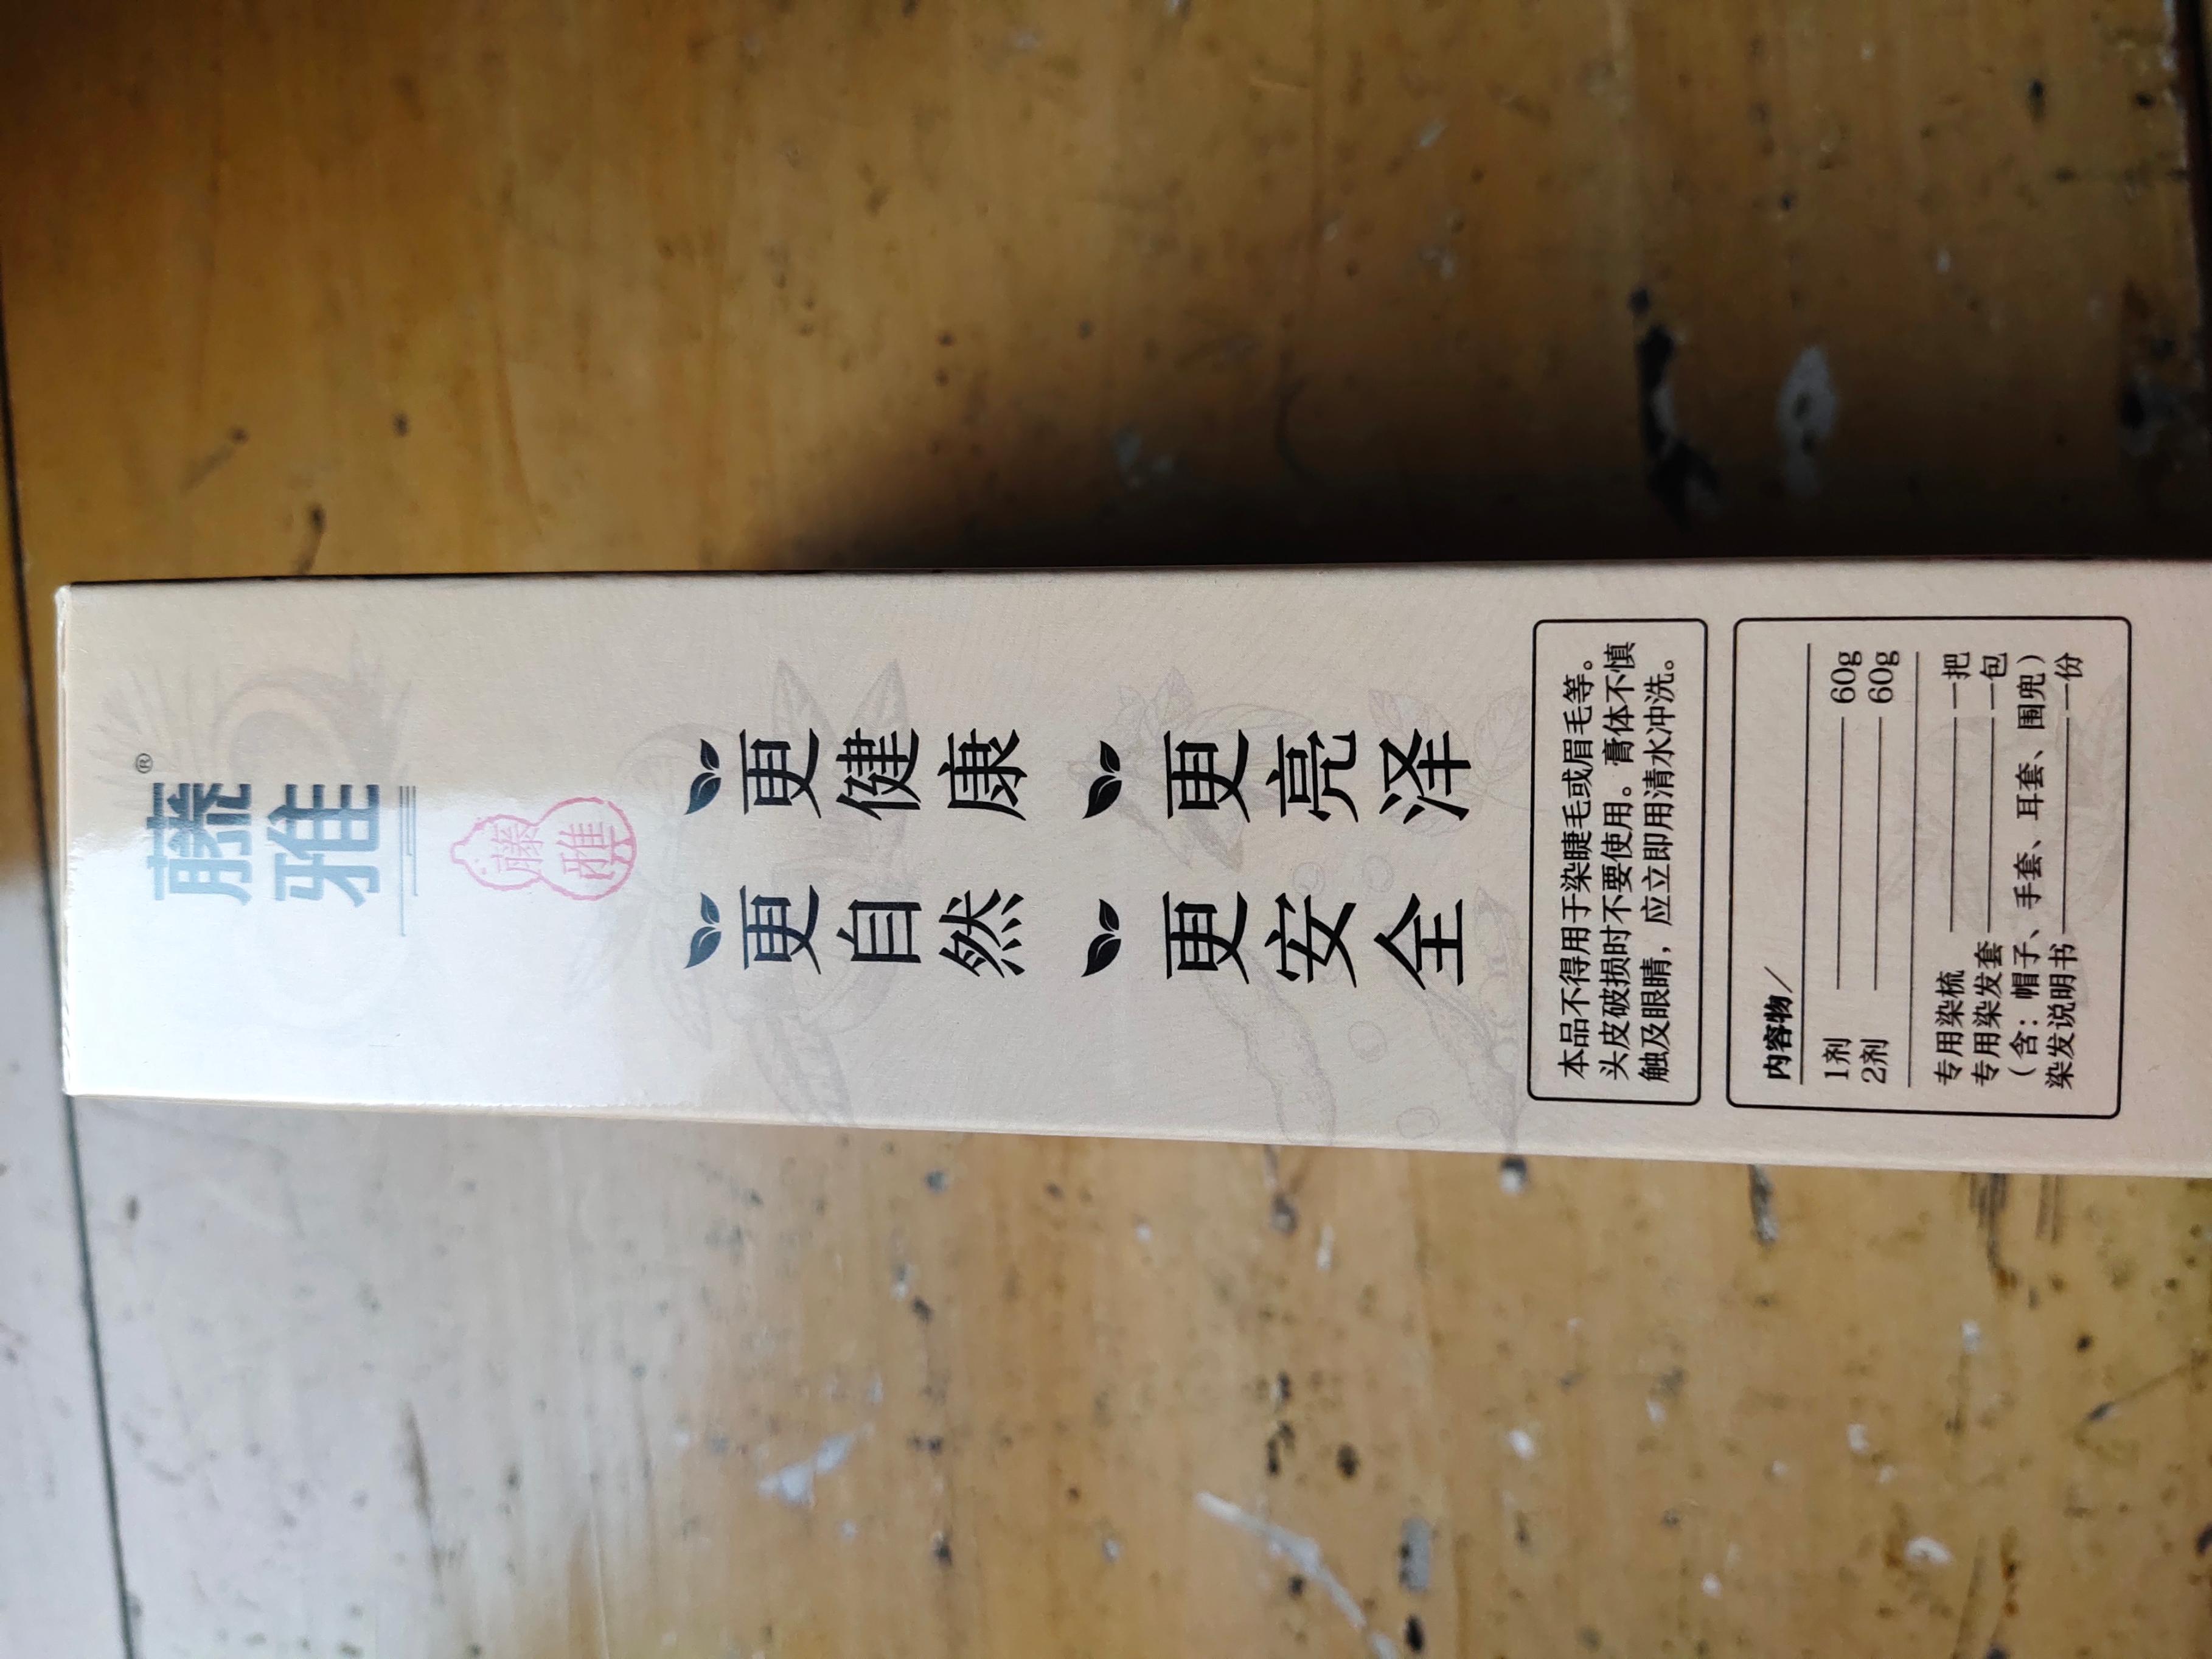 藤雅®
藤雅
更自然
更健康
更安全
更亮泽
本品不得用于染睫毛或眉毛等。
头皮破损时不要使用。膏体不慎
触及眼睛，应立即用清水冲洗。
内容物/
1剂 60g
2剂 60g
专用染梳 一把
专用染发套 一包
（含：帽子、手套、耳套、围兜）
染发说明书 一份